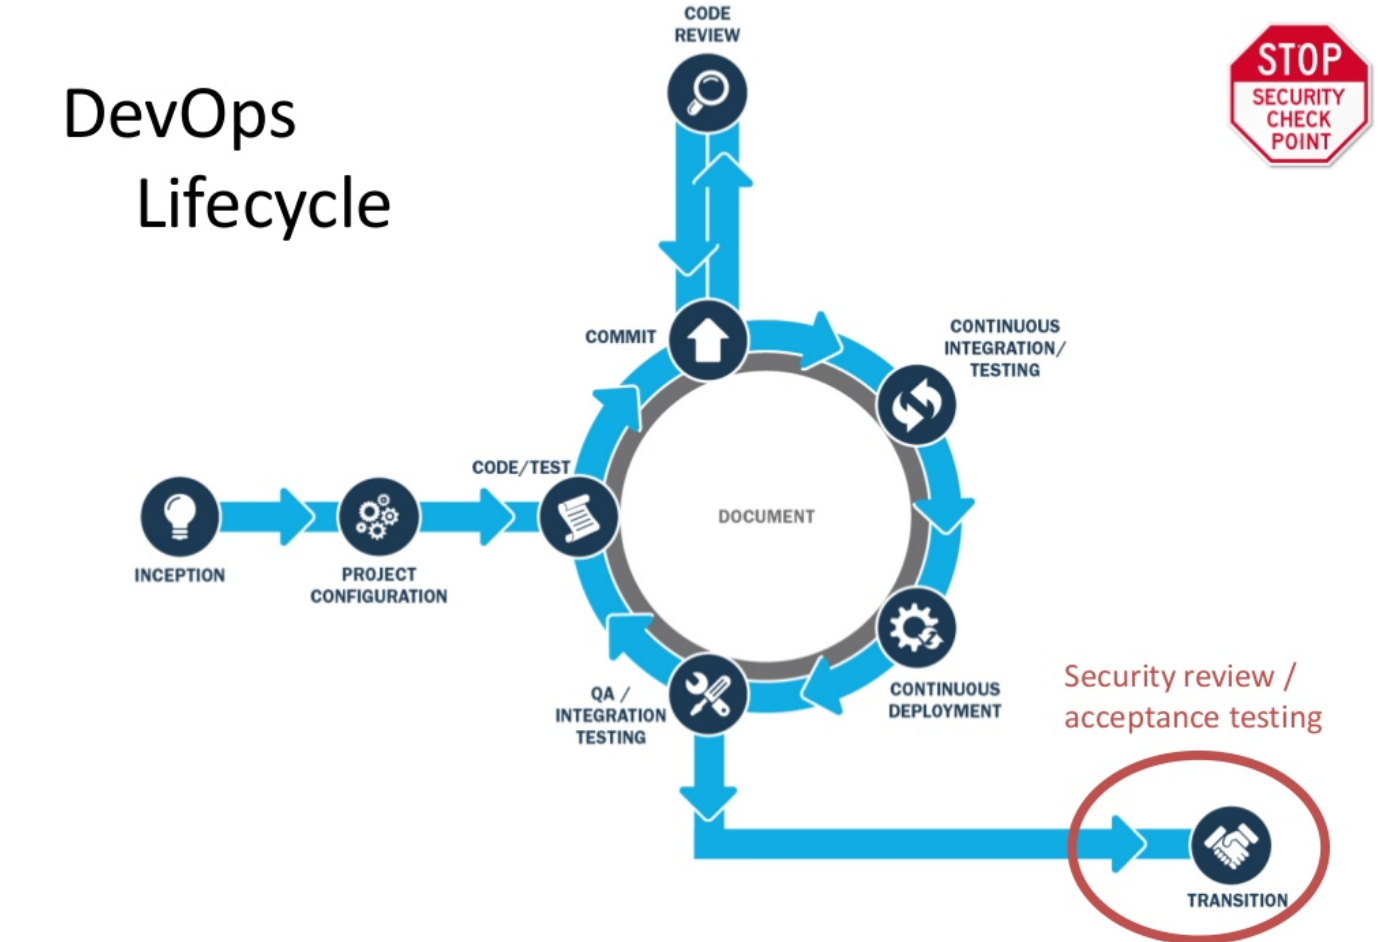 DevOps
Lifecycle
CODE
REVIEW
STOP
SECURITY
CHECK
POINT
COMMIT
CONTINUOUS
INTEGRATION/
TESTING
CODE/TEST
DOCUMENT
INCEPTION
PROJECT
CONFIGURATION
QA /
INTEGRATION
TESTING
CONTINUOUS
DEPLOYMENT
Security review /
acceptance testing
TRANSITION